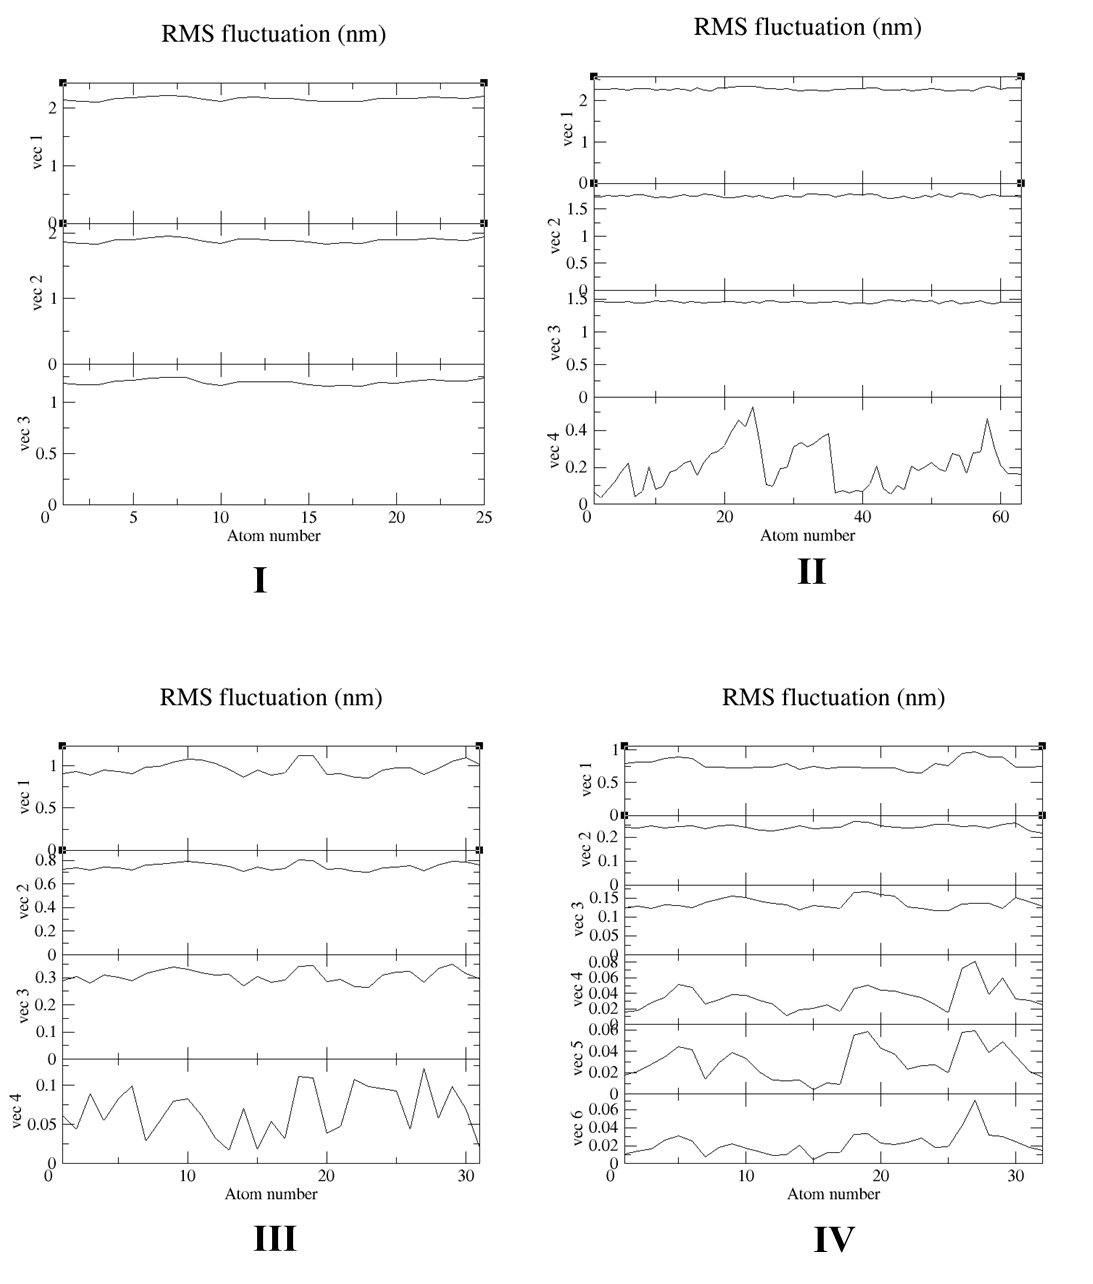 RMS fluctuation (nm)
vec 1
2
1
0
vec 2
2
1
0
vec 3
1
0.5
0
0
5
10
15
20
25
Atom number
I
RMS fluctuation (nm)
vec 1
2
1
0
vec 2
1.5
1
0.5
0
vec 3
1.5
1
0.5
0
vec 4
0.4
0.2
0
0
20
40
60
Atom number
II
RMS fluctuation (nm)
vec 1
1
0.5
0
vec 2
0.8
0.6
0.4
0.2
0
vec 3
0.3
0.2
0.1
0
vec 4
0.1
0.05
0
0
10
20
30
Atom number
III
RMS fluctuation (nm)
vec 1
1
0.5
0
vec 2
0.2
0.1
0
vec 3
0.15
0.1
0.05
0
vec 4
0.08
0.06
0.04
0.02
0
vec 5
0.06
0.04
0.02
0
vec 6
0.06
0.04
0.02
0
0
10
20
30
Atom number
IV